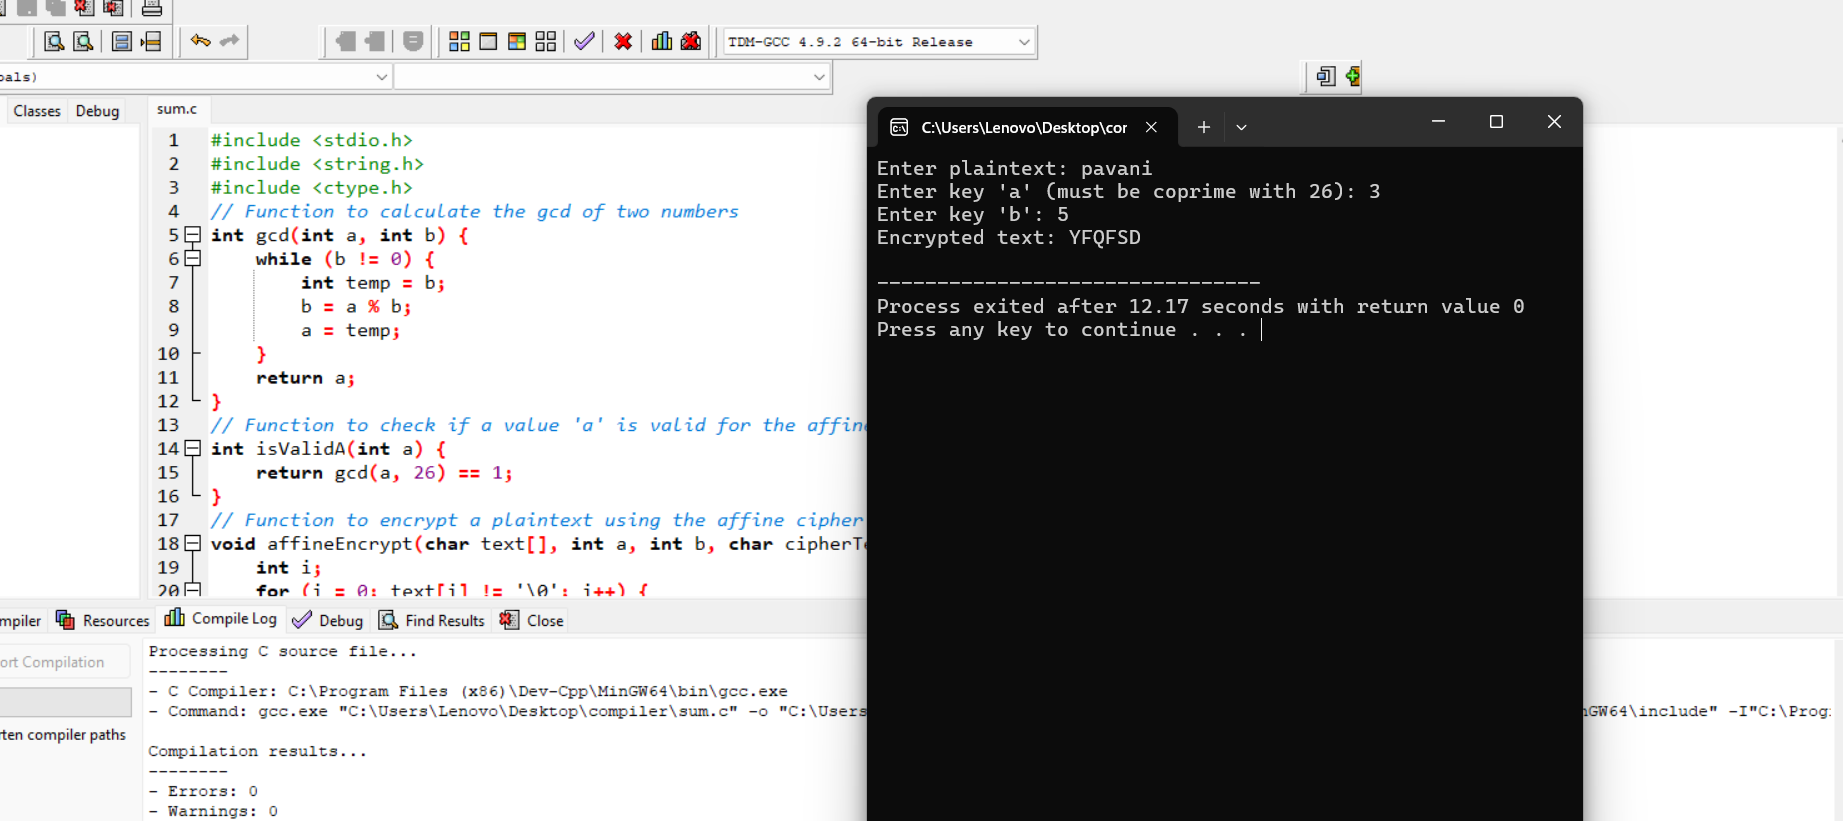 TDM-GCC 4.9.2 64-bit Release
Classes Debug
sum.c
1 #include <stdio.h>
2 #include <string.h>
3 #include <ctype.h>
4 // Function to calculate the gcd of two numbers
5 int gcd(int a, int b) {
6 while (b != 0) {
7 int temp = b;
8 b = a % b;
9 a = temp;
10 }
11 return a;
12 }
13 // Function to check if a value 'a' is valid for the affin
14 int isValidA(int a) {
15 return gcd(a, 26) == 1;
16 }
17 // Function to encrypt a plaintext using the affine cipher
18 void affineEncrypt(char text[], int a, int b, char cipherT
19 int i;
20 for (i = 0; text[i] != '\0'; i++) {
C:\Users\Lenovo\Desktop\cor
Enter plaintext: pavani
Enter key 'a' (must be coprime with 26): 3
Enter key 'b': 5
Encrypted text: YFQFSD
--------------------------------
Process exited after 12.17 seconds with return value 0
Press any key to continue . . .
mpiler Resources Compile Log Debug Find Results Close
ort Compilation
rten compiler paths
Processing C source file...
--------
- C Compiler: C:\Program Files (x86)\Dev-Cpp\MinGW64\bin\gcc.exe
- Command: gcc.exe "C:\Users\Lenovo\Desktop\compiler\sum.c" -o "C:\Users
GW64\include" -I"C:\Prog
Compilation results...
--------
- Errors: 0
- Warnings: 0